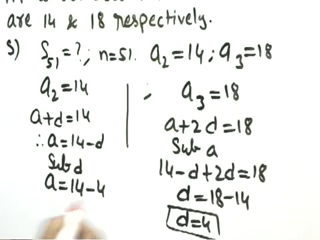 are 14 & 18 respectively.
S) S₅₁ = ? ; n=51. a₂=14 ; a₃=18
a₂=14 ; a₃=18
a+d=14
a+2d=18
∴a=14-d
Sub a
Sub d
14-d+2d=18
a=14-4
d=18-14
d=4